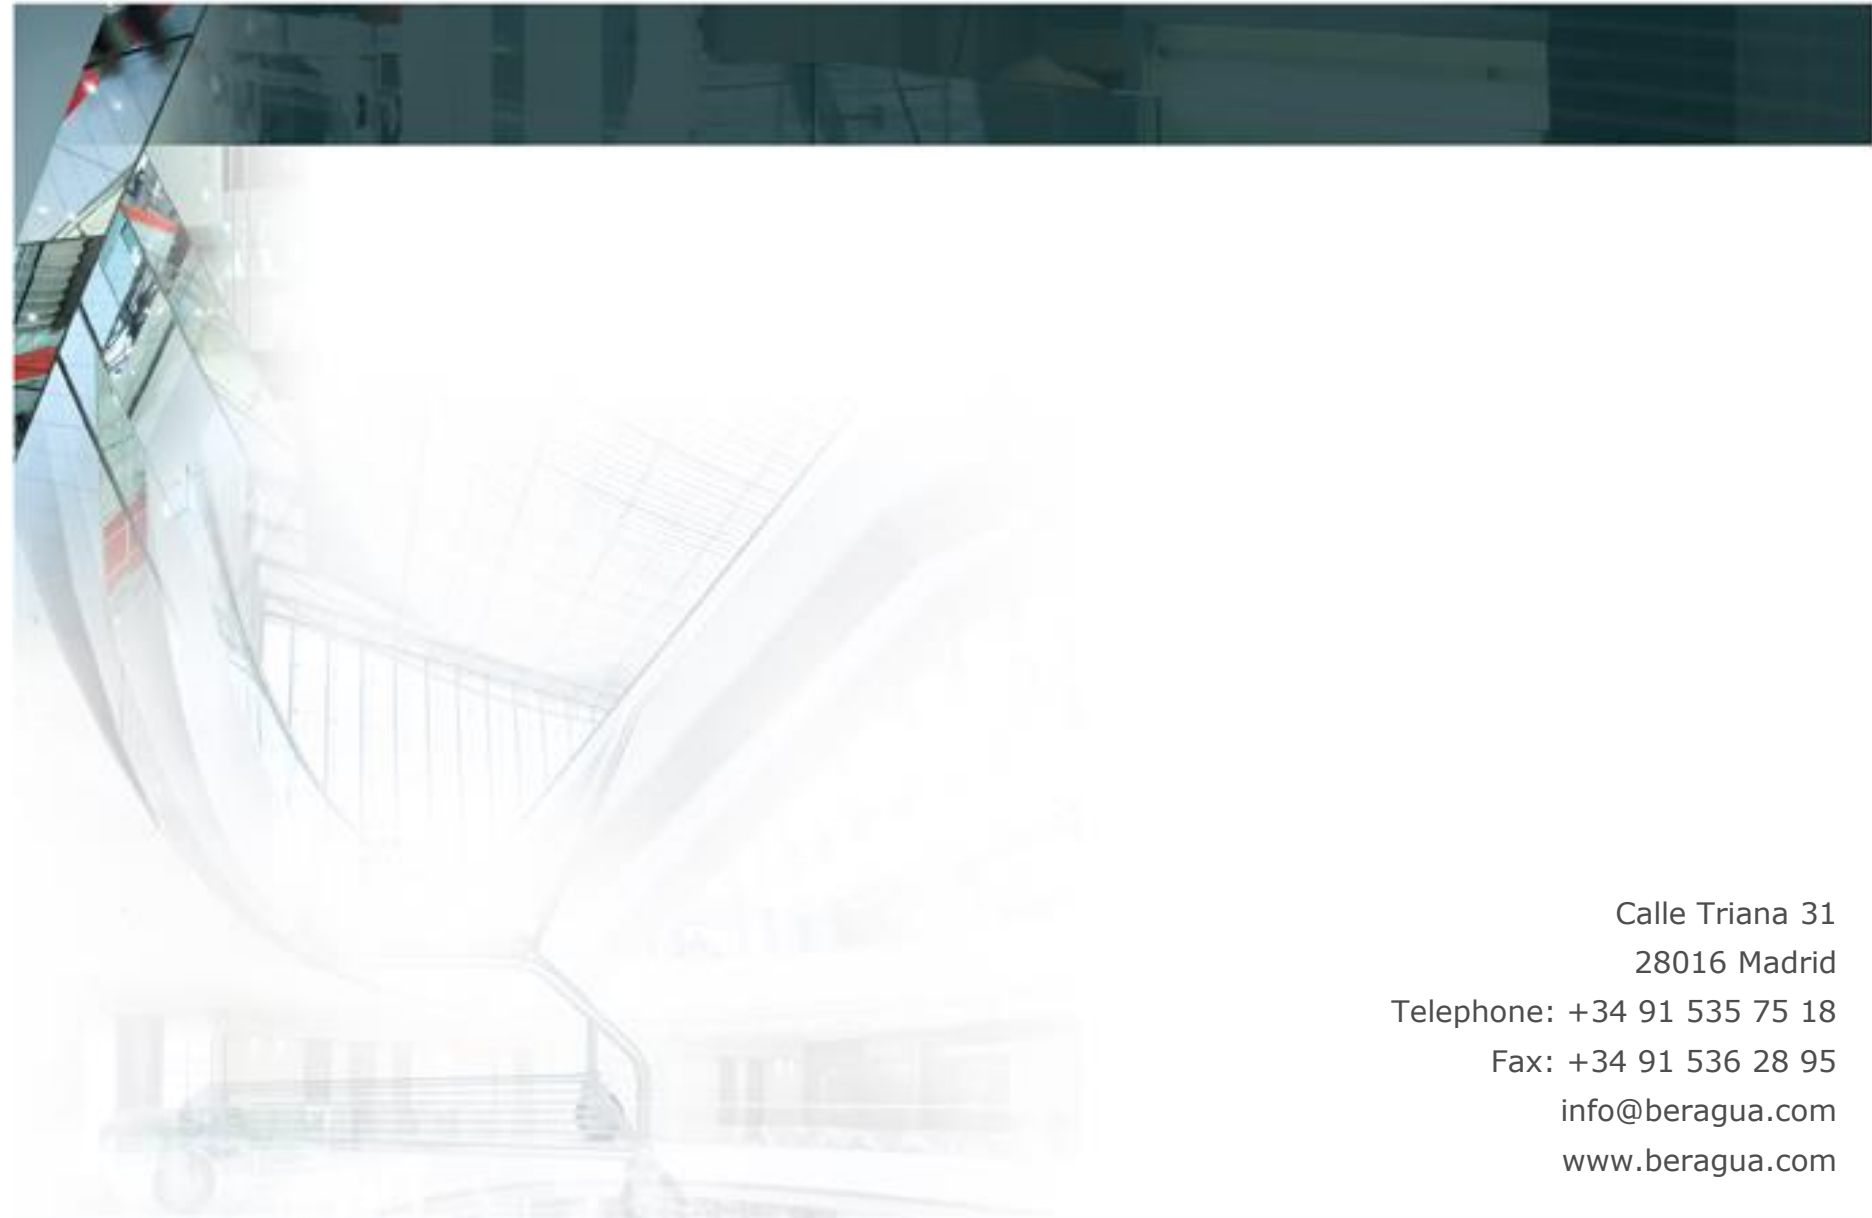 Calle Triana 31
28016 Madrid
Telephone: +34 91 535 75 18
Fax: +34 91 536 28 95
info@beragua.com
www.beragua.com